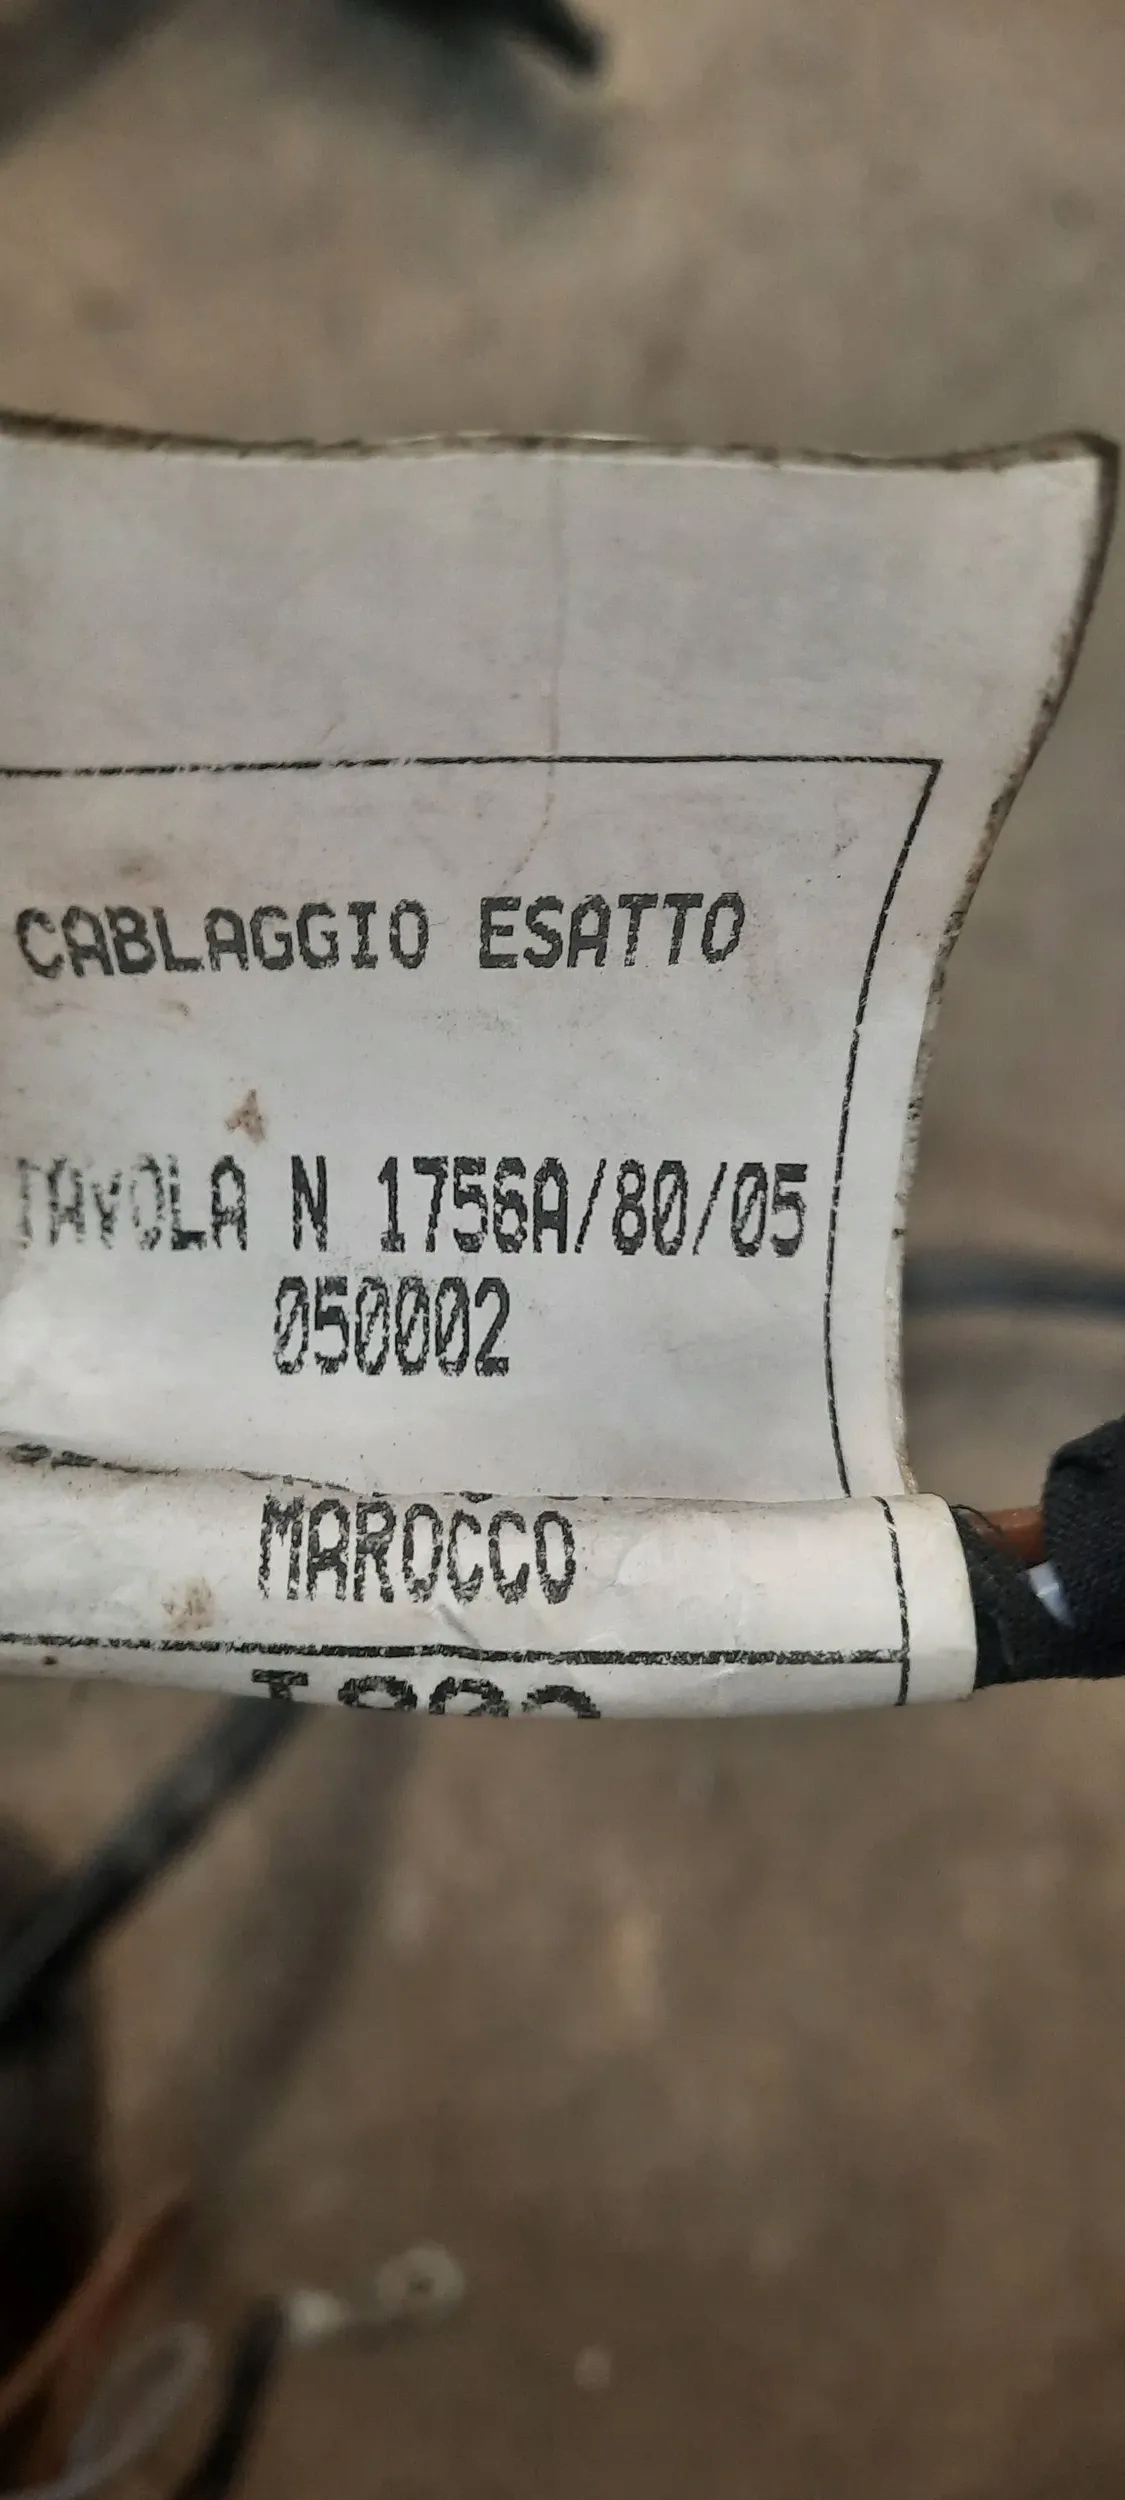 CABLAGGIO ESATTO
TAVOLA N 1756A/80/05
050002
MAROCCO